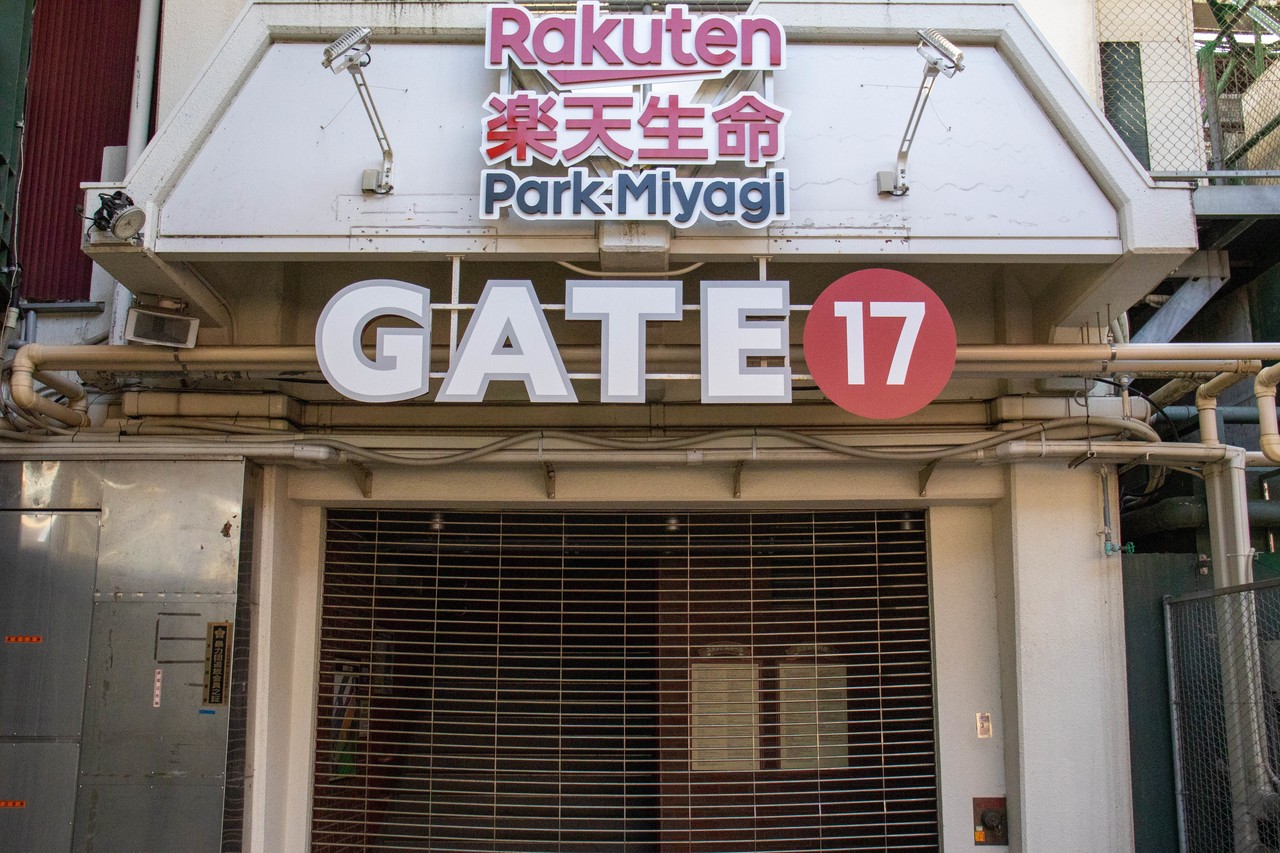 Rakuten
楽天生命
Park Miyagi
GATE 17